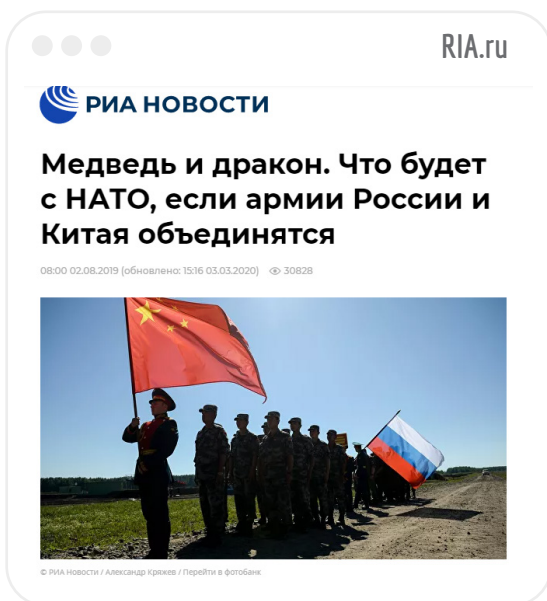 RIA.ru
РИА НОВОСТИ
Медведь и дракон. Что будет
с НАТО, если армии России и
Китая объединятся
08:00 02.08.2019 (обновлено: 15:16 03.03.2020) 30828
© РИА Новости / Александр Кряжев / Перейти в фотобанк